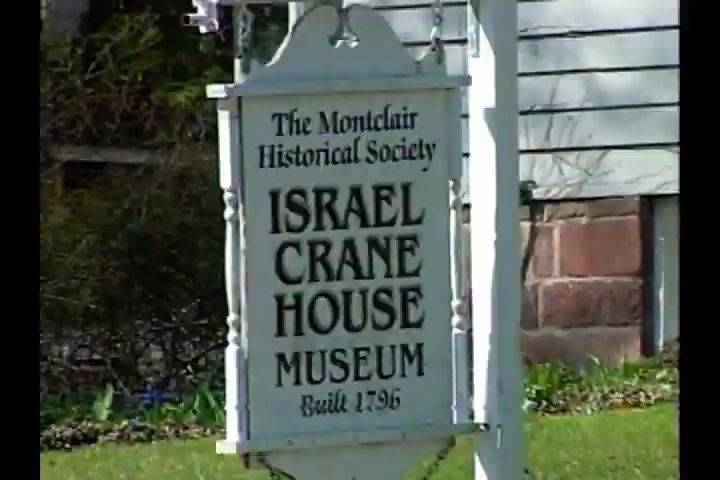 The Montclair
Historical Society
ISRAEL
CRANE
HOUSE
MUSEUM
Built 1796